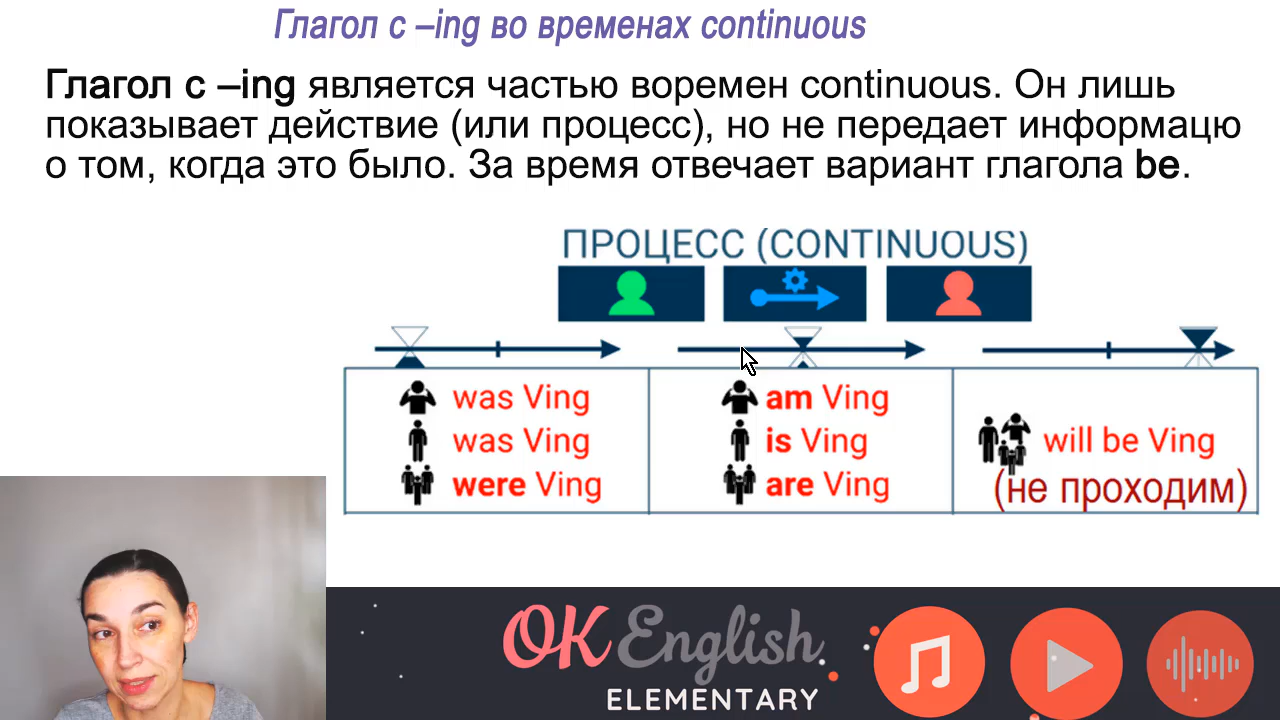 Глагол с –ing во временах continuous
Глагол с –ing является частью воремен continuous. Он лишь
показывает действие (или процесс), но не передает информацю
о том, когда это было. За время отвечает вариант глагола be.
ПРОЦЕСС (CONTINUOUS)
was Ving
was Ving
were Ving
am Ving
is Ving
are Ving
will be Ving
(не проходим)
OK English
ELEMENTARY